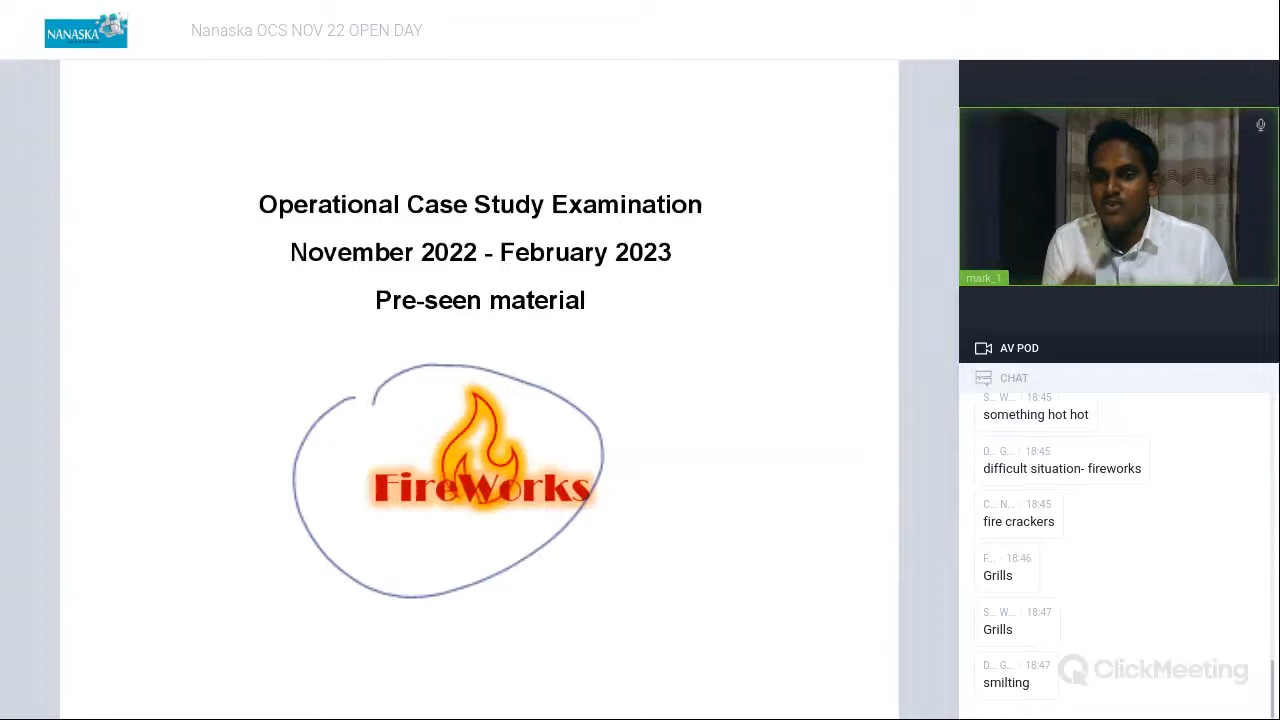 NANASKA
Nanaska OCS NOV 22 OPEN DAY
Operational Case Study Examination
November 2022 - February 2023
Pre-seen material
FireWorks
mark_1
AV POD
CHAT
S... W... 18:45
something hot hot
D... G... 18:45
difficult situation- fireworks
C... N... 18:45
fire crackers
F... 18:46
Grills
S... W... 18:47
Grills
D... G... 18:47
smilting
ClickMeeting